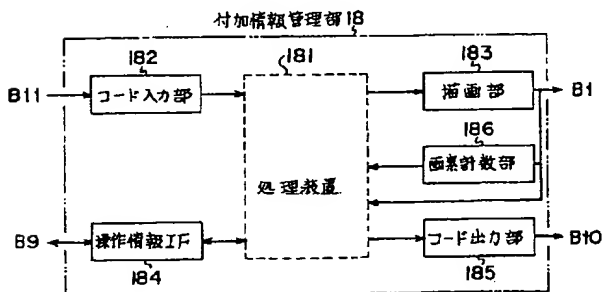 付加情報管理部18
182
181
183
B11
コード入力部
描画部
B1
186
画素計数部
処理装置
B9
操作情報IF
コード出力部
B10
184
185